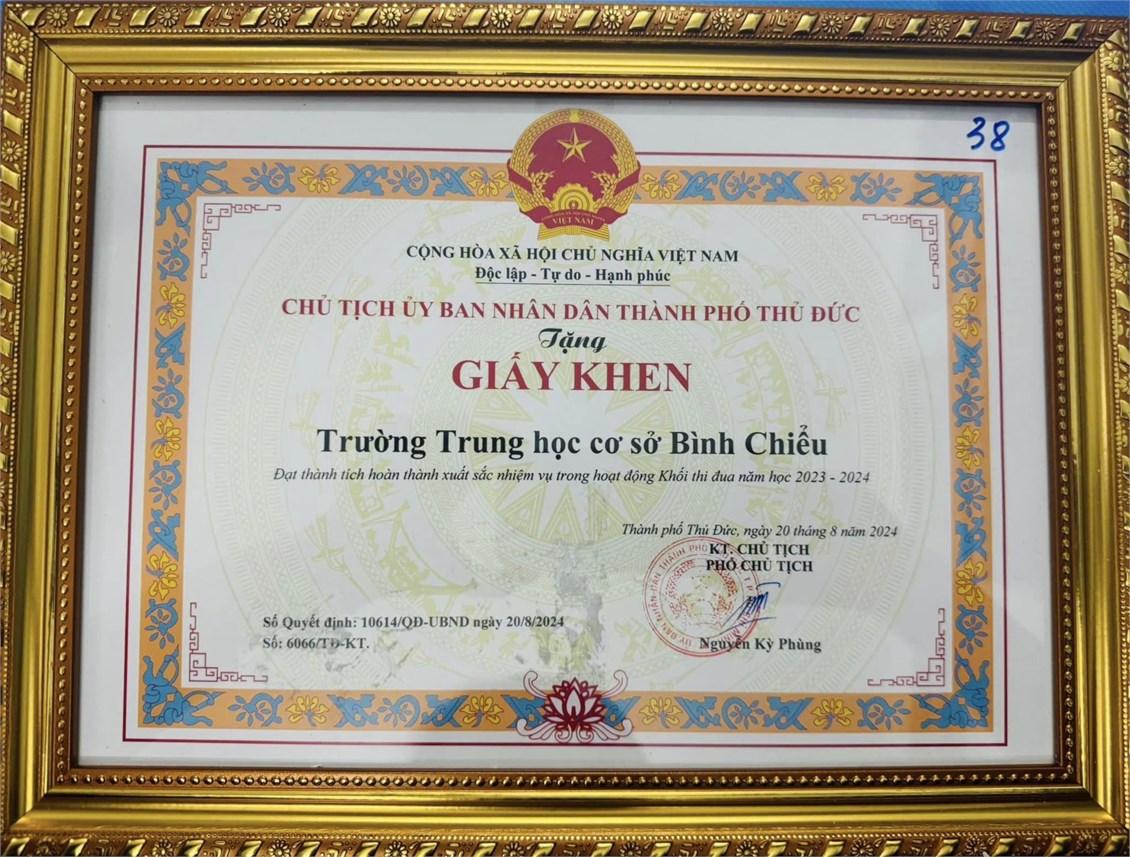 38
VIỆT NAM
CỘNG HÒA XÃ HỘI CHỦ NGHĨA VIỆT NAM
Độc lập - Tự do - Hạnh phúc
CHỦ TỊCH ỦY BAN NHÂN DÂN THÀNH PHỐ THỦ ĐỨC
Tặng
GIẤY KHEN
Trường Trung học cơ sở Bình Chiểu
Đạt thành tích hoàn thành xuất sắc nhiệm vụ trong hoạt động Khối thi đua năm học 2023 - 2024
Thành phố Thủ Đức, ngày 20 tháng 8 năm 2024
KT. CHỦ TỊCH
PHÓ CHỦ TỊCH
Số Quyết định: 10614/QĐ-UBND ngày 20/8/2024
Số: 6066/TĐ-KT.
Nguyễn Kỳ Phùng